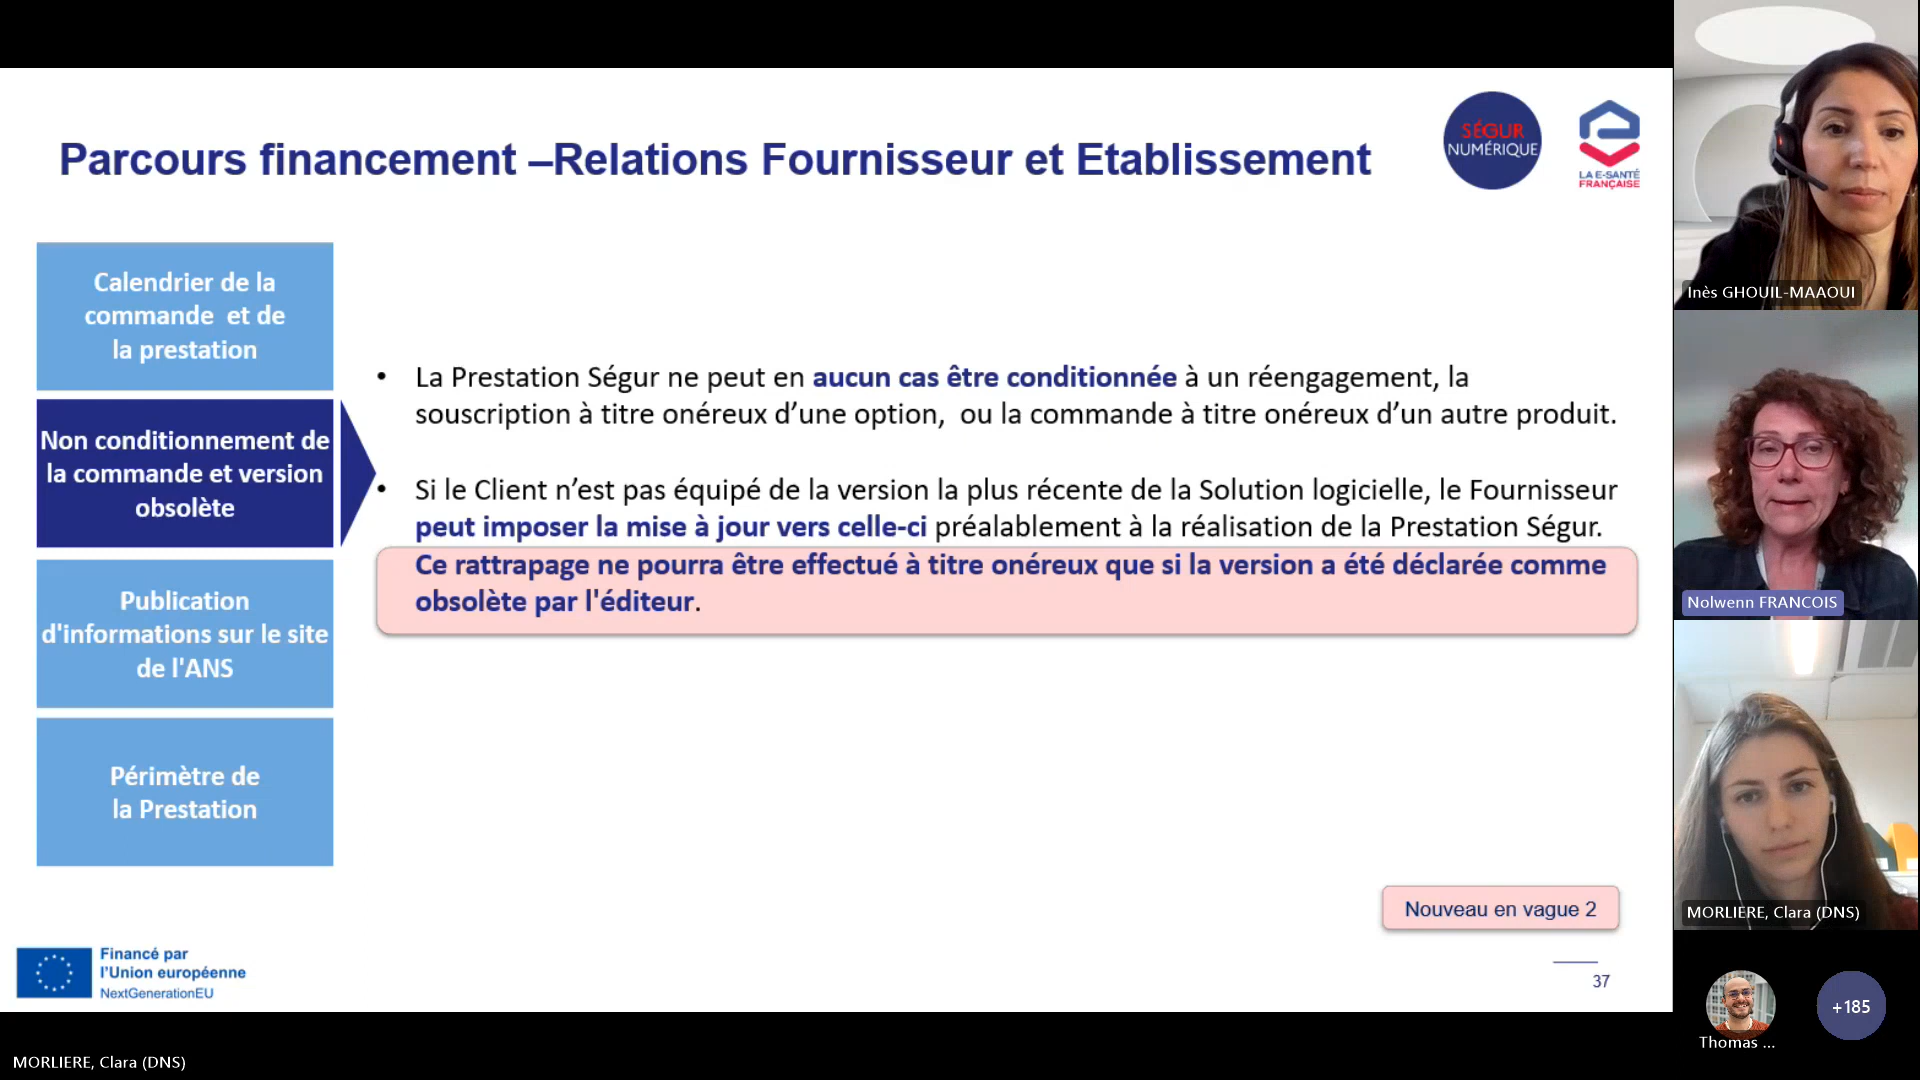 Parcours financement –Relations Fournisseur et Etablissement
SÉGUR
NUMÉRIQUE
LA E-SANTÉ
FRANÇAISE
Calendrier de la
commande et de
la prestation
Non conditionnement de
la commande et version
obsolète
Publication
d'informations sur le site
de l'ANS
Périmètre de
la Prestation
• La Prestation Ségur ne peut en aucun cas être conditionnée à un réengagement, la
souscription à titre onéreux d’une option, ou la commande à titre onéreux d’un autre produit.
• Si le Client n’est pas équipé de la version la plus récente de la Solution logicielle, le Fournisseur
peut imposer la mise à jour vers celle-ci préalablement à la réalisation de la Prestation Ségur.
Ce rattrapage ne pourra être effectué à titre onéreux que si la version a été déclarée comme
obsolète par l'éditeur.
Nouveau en vague 2
Financé par
l’Union européenne
NextGenerationEU
37
Inès GHOUIL-MAAOUI
Nolwenn FRANCOIS
MORLIERE, Clara (DNS)
Thomas ...
+185
MORLIERE, Clara (DNS)